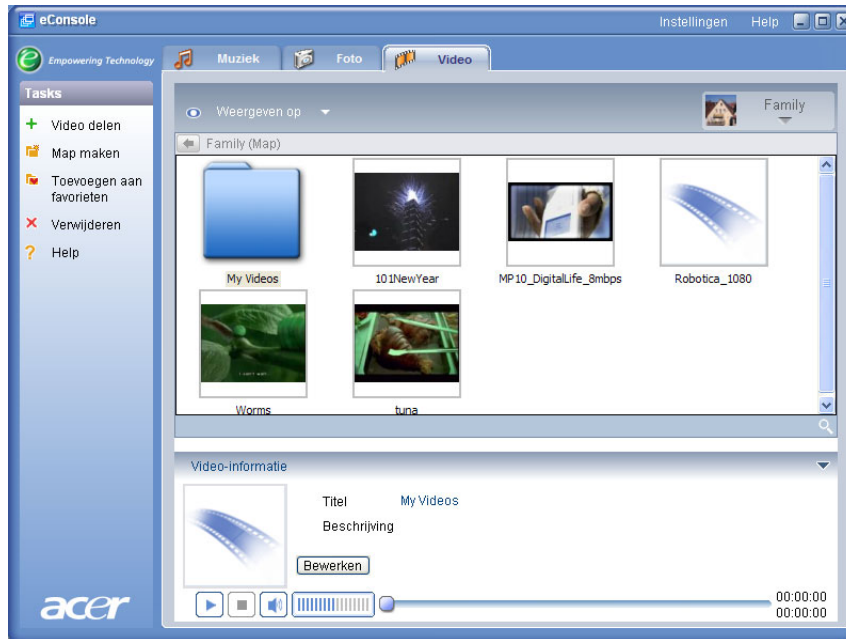 eConsole
Instellingen Help
Empowering Technology
Muziek Foto Video
Tasks
Video delen
Map maken
Toevoegen aan
favorieten
Verwijderen
Help
Weergeven op
Family
Family (Map)
My Videos 101NewYear MP10_DigitalLife_8mbps Robotica_1080
Worms tuna
Video-informatie
Titel My Videos
Beschrijving
Bewerken
00:00:00
00:00:00
acer